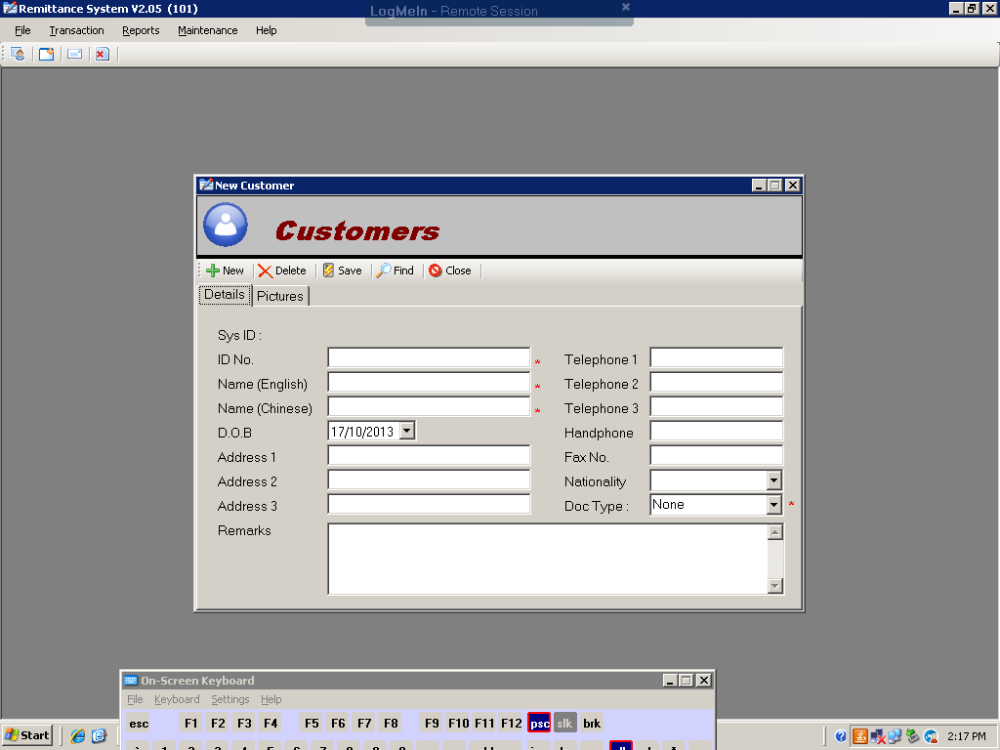 Remittance System V2.05 (101)
LogMeIn - Remote Session
File Transaction Reports Maintenance Help
New Customer
Customers
New Delete Save Find Close
Details Pictures
Sys ID :
ID No. * Telephone 1
Name (English) * Telephone 2
Name (Chinese) * Telephone 3
D.O.B 17/10/2013 Handphone
Address 1 Fax No.
Address 2 Nationality
Address 3 Doc Type : None *
Remarks
On-Screen Keyboard
File Keyboard Settings Help
esc F1 F2 F3 F4 F5 F6 F7 F8 F9 F10 F11 F12 psc slk brk
Start 2:17 PM